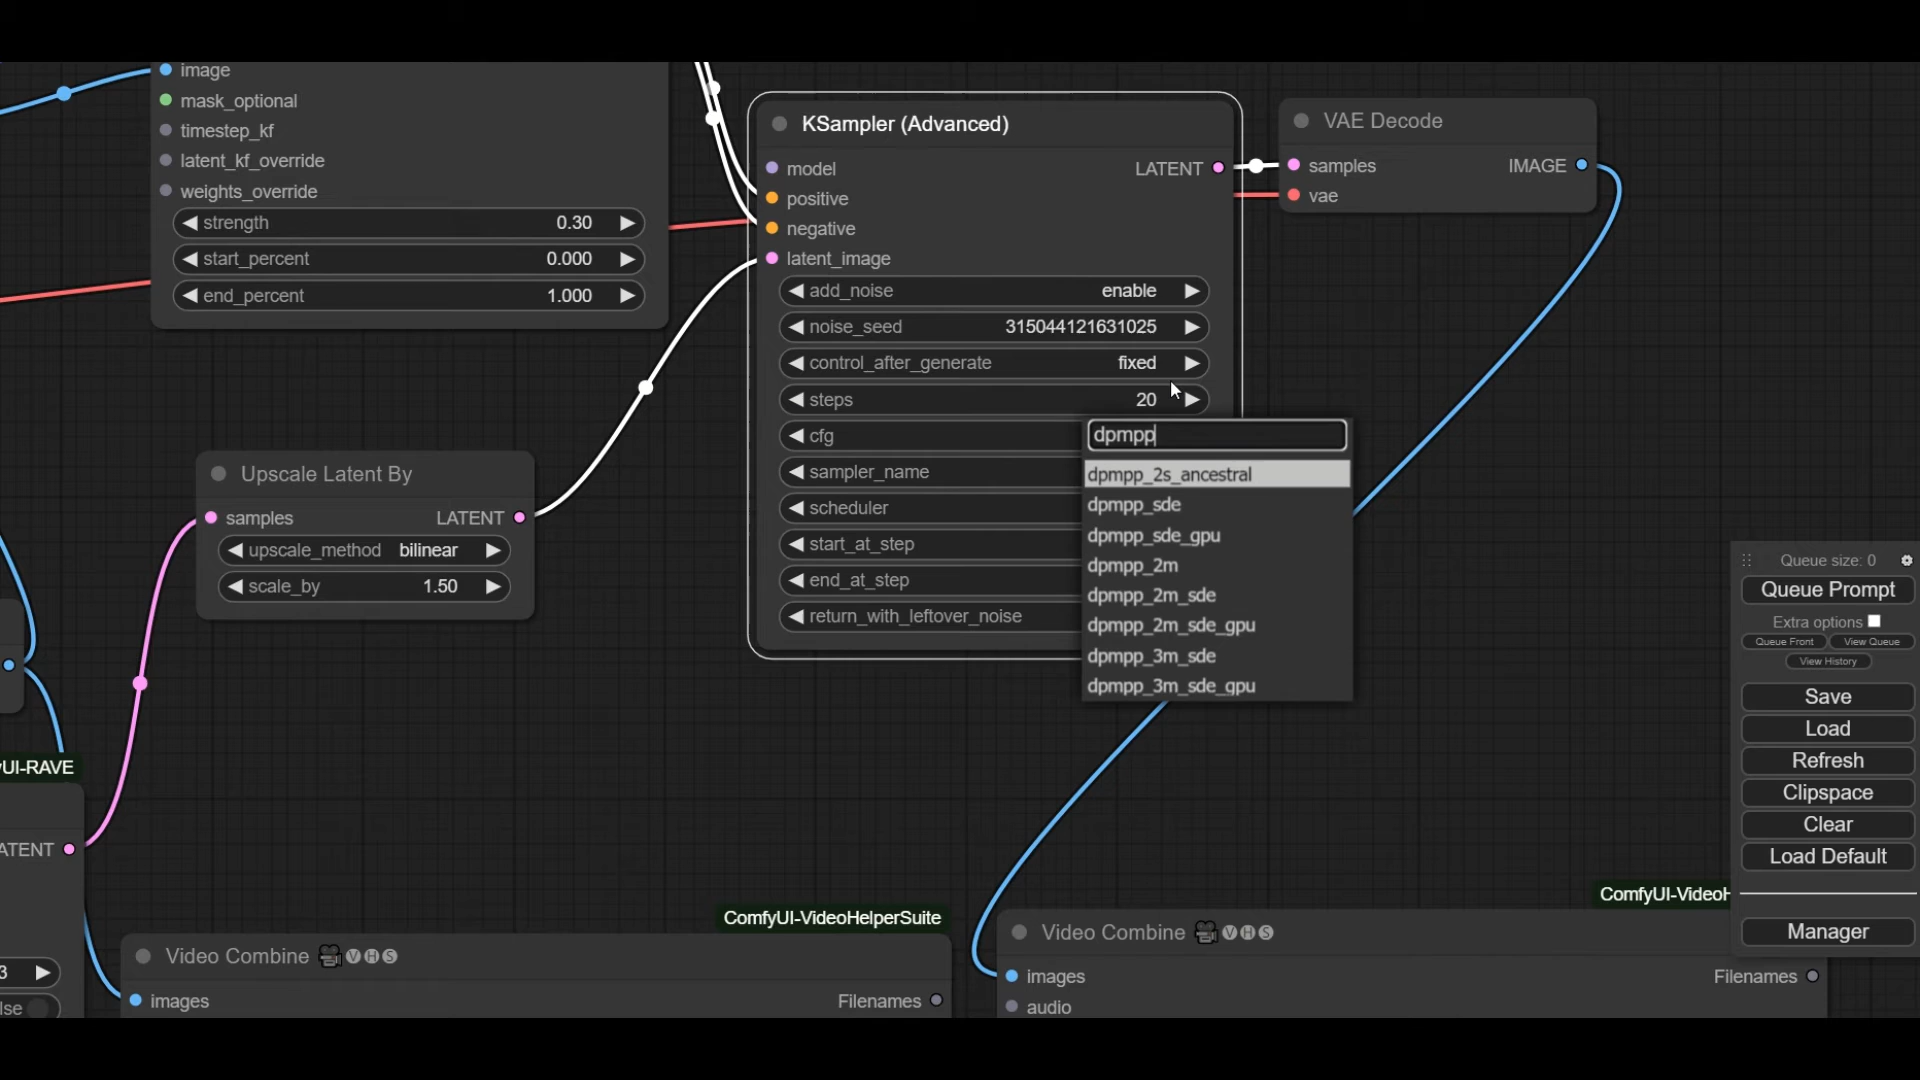 image
mask_optional
timestep_kf
latent_kf_override
weights_override
strength 0.30
start_percent 0.000
end_percent 1.000
KSampler (Advanced)
model LATENT
positive
negative
latent_image
add_noise enable
noise_seed 315044121631025
control_after_generate fixed
steps 20
cfg
sampler_name
scheduler
start_at_step
end_at_step
return_with_leftover_noise
dpmpp
dpmpp_2s_ancestral
dpmpp_sde
dpmpp_sde_gpu
dpmpp_2m
dpmpp_2m_sde
dpmpp_2m_sde_gpu
dpmpp_3m_sde
dpmpp_3m_sde_gpu
VAE Decode
samples IMAGE
vae
Upscale Latent By
samples LATENT
upscale_method bilinear
scale_by 1.50
Queue size: 0
Queue Prompt
Extra options
Queue Front View Queue
View History
Save
Load
Refresh
Clipspace
Clear
Load Default
Manager
yUI-RAVE
ATENT
3
lse
ComfyUI-VideoHelperSuite
Video Combine VHS
images Filenames
ComfyUI-VideoH
Video Combine VHS
images Filenames
audio